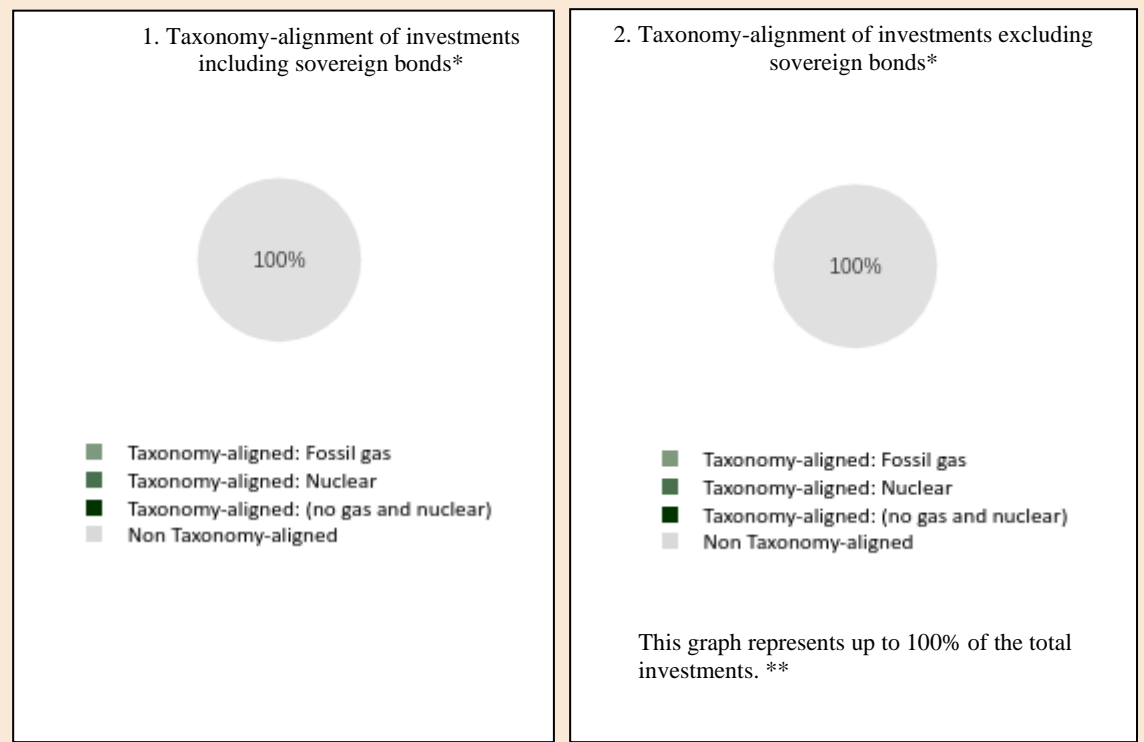 1. Taxonomy-alignment of investments
including sovereign bonds*
100%
Taxonomy-aligned: Fossil gas
Taxonomy-aligned: Nuclear
Taxonomy-aligned: (no gas and nuclear)
Non Taxonomy-aligned
2. Taxonomy-alignment of investments excluding
sovereign bonds*
100%
Taxonomy-aligned: Fossil gas
Taxonomy-aligned: Nuclear
Taxonomy-aligned: (no gas and nuclear)
Non Taxonomy-aligned
This graph represents up to 100% of the total
investments. **